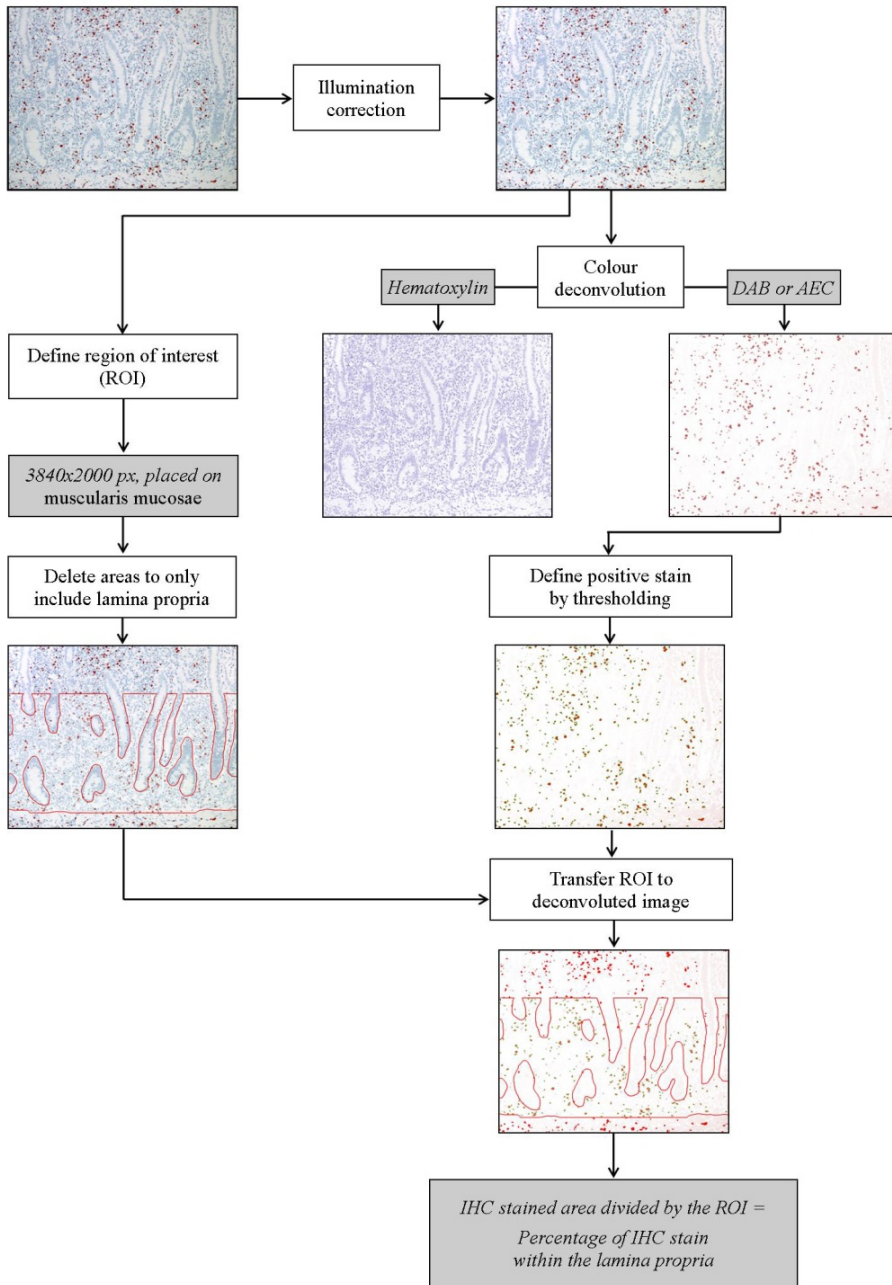 Illumination
correction
Colour
deconvolution
Hematoxylin
DAB or AEC
Define region of interest
(ROI)
3840x2000 px, placed on
muscularis mucosae
Delete areas to only
include lamina propria
Define positive stain
by thresholding
Transfer ROI to
deconvoluted image
IHC stained area divided by the ROI =
Percentage of IHC stain
within the lamina propria